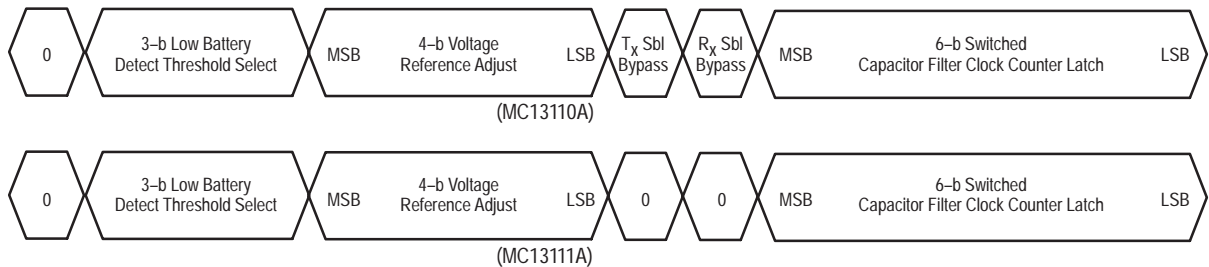 0
3–b Low Battery
Detect Threshold Select
MSB
4–b Voltage
Reference Adjust
LSB
Tx Sbl
Bypass
Rx Sbl
Bypass
MSB
6–b Switched
Capacitor Filter Clock Counter Latch
LSB
(MC13110A)
0
3–b Low Battery
Detect Threshold Select
MSB
4–b Voltage
Reference Adjust
LSB
0
0
MSB
6–b Switched
Capacitor Filter Clock Counter Latch
LSB
(MC13111A)